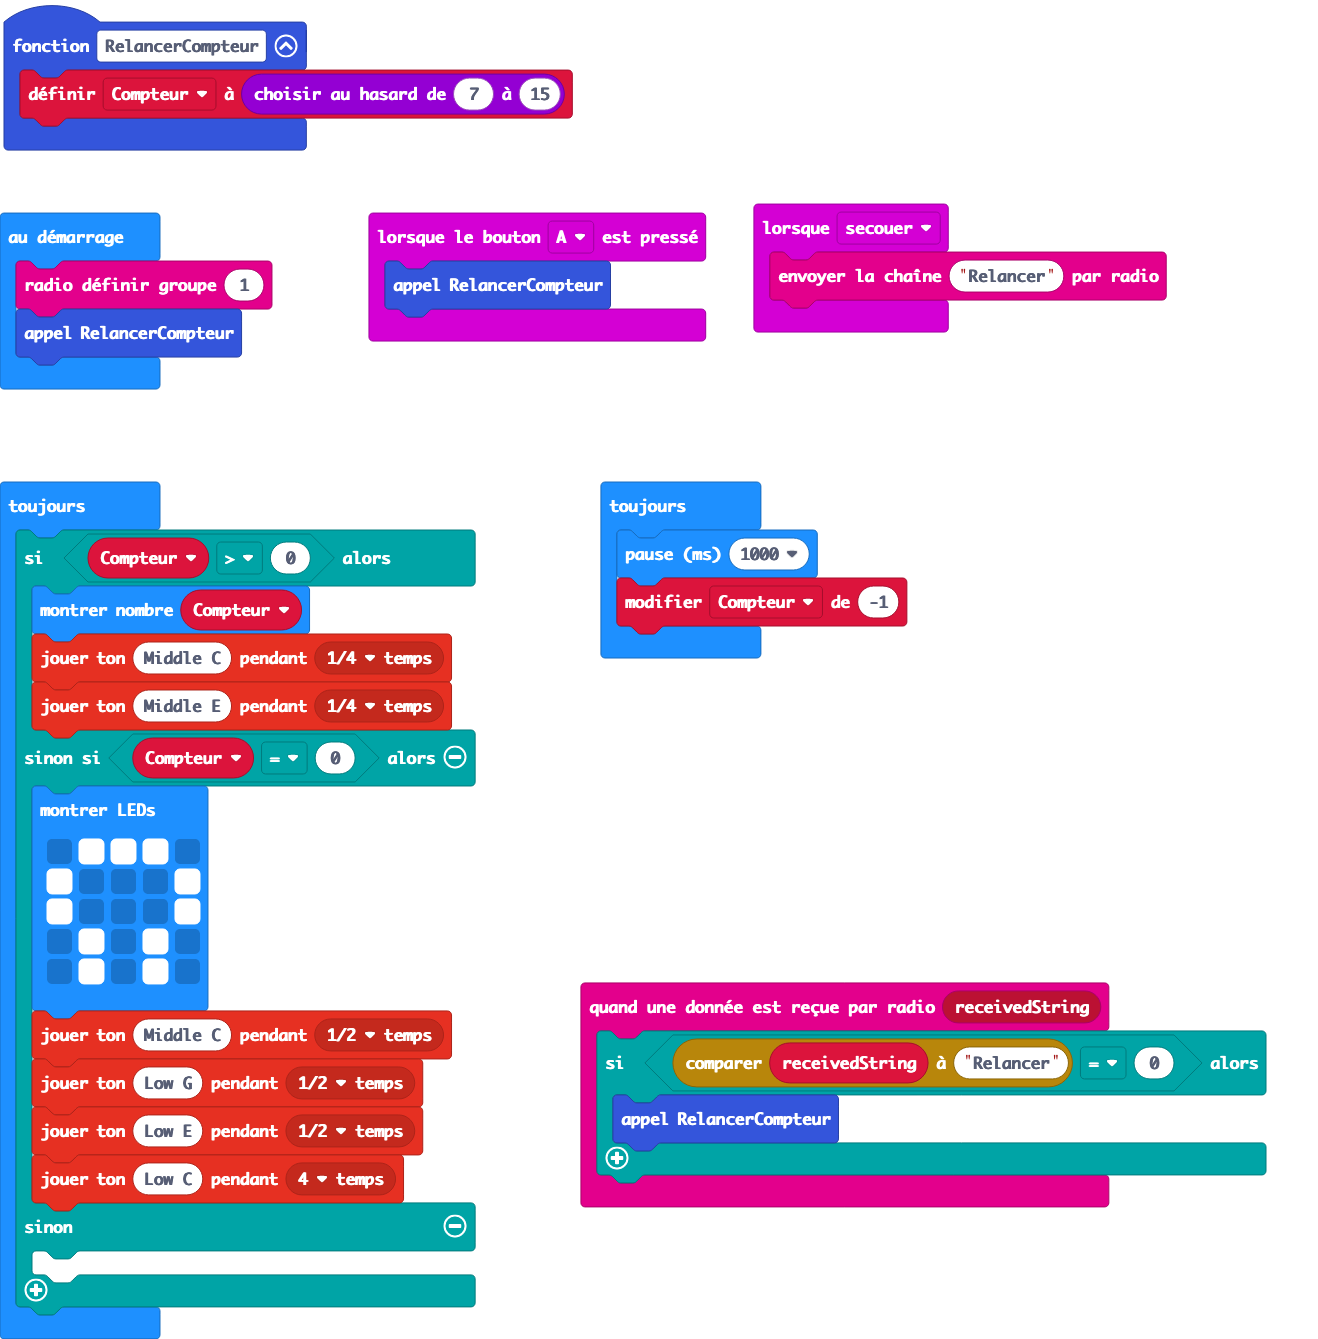 fonction RelancerCompteur
définir Compteur à choisir au hasard de 7 à 15
au démarrage
radio définir groupe 1
appel RelancerCompteur
lorsque le bouton A est pressé
appel RelancerCompteur
lorsque secouer
envoyer la chaîne "Relancer" par radio
toujours
si Compteur > 0 alors
montrer nombre Compteur
jouer ton Middle C pendant 1/4 temps
jouer ton Middle E pendant 1/4 temps
sinon si Compteur = 0 alors
montrer LEDs
jouer ton Middle C pendant 1/2 temps
jouer ton Low G pendant 1/2 temps
jouer ton Low E pendant 1/2 temps
jouer ton Low C pendant 4 temps
sinon
toujours
pause (ms) 1000
modifier Compteur de -1
quand une donnée est reçue par radio receivedString
si comparer receivedString à "Relancer" = 0 alors
appel RelancerCompteur